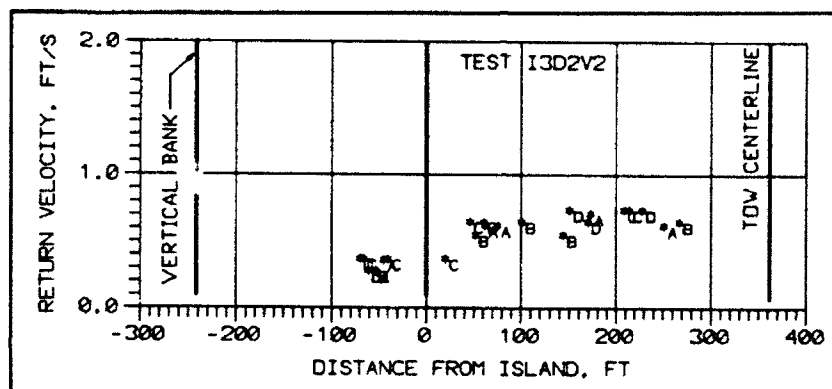 TEST I3D2V2
RETURN VELOCITY, FT/S
2.0
1.0
0.0
VERTICAL BANK
TOW CENTERLINE
C
C
B
A
B
B
D
A
D
D
A
B
-300
-200
-100
0
100
200
300
400
DISTANCE FROM ISLAND, FT